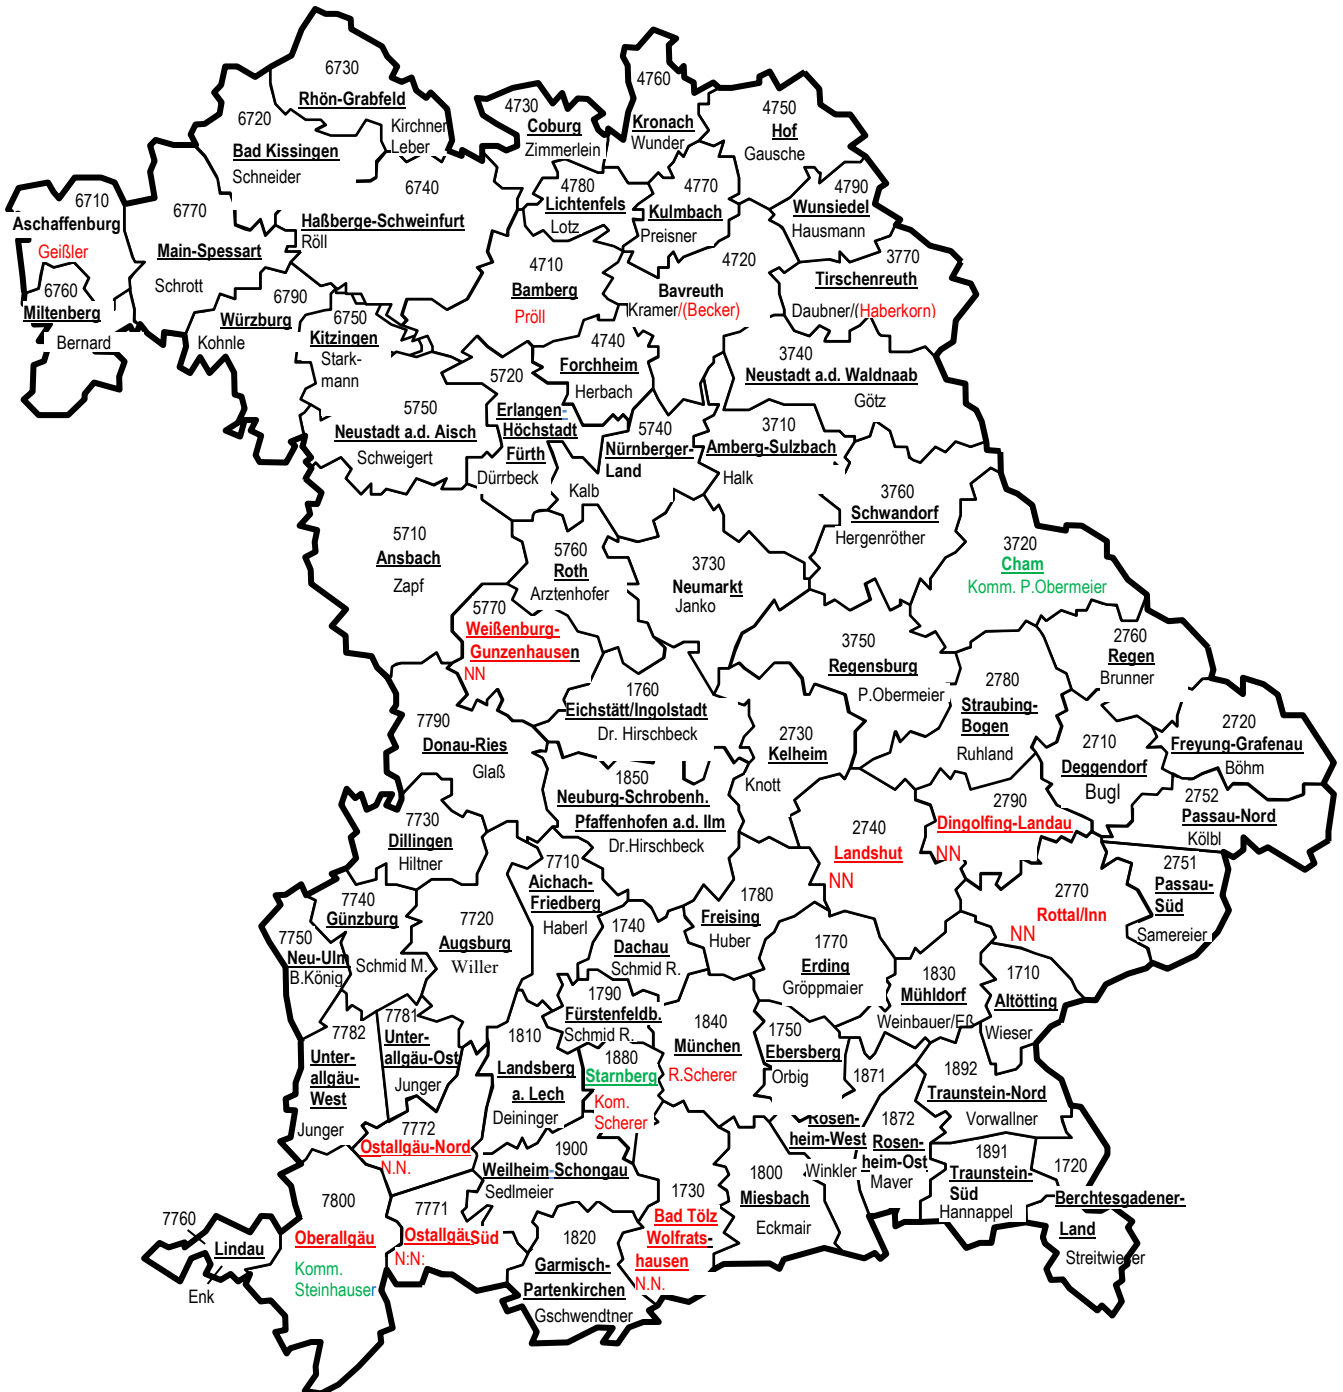 6730
Rhön-Grabfeld
Kirchner
Leber
6720
Bad Kissingen
Schneider
4730
Coburg
Zimmerlein
4760
Kronach
Wunder
4750
Hof
Gausche
6710
Aschaffenburg
Geißler
6770
Main-Spessart
Schrott
6740
Haßberge-Schweinfurt
Röll
4780
Lichtenfels
Lotz
4770
Kulmbach
Preisner
4790
Wunsiedel
Hausmann
6760
Miltenberg
Bernard
6790
Würzburg
Kohnle
6750
Kitzingen
Stark-
mann
4710
Bamberg
Pröll
4720
Bavreuth
Kramer/(Becker)
3770
Tirschenreuth
Daubner/(Haberkorn)
4740
Forchheim
Herbach
3740
Neustadt a.d. Waldnaab
Götz
5750
Neustadt a.d. Aisch
Schweigert
5720
Erlangen-
Höchstadt
Fürth
Dürrbeck
5740
Nürnberger-
Land
Kalb
3710
Amberg-Sulzbach
Halk
3760
Schwandorf
Hergenröther
5710
Ansbach
Zapf
5760
Roth
Arztenhofer
3730
Neumarkt
Janko
3720
Cham
Komm. P.Obermeier
5770
Weißenburg-
Gunzenhausen
NN
3750
Regensburg
P.Obermeier
2760
Regen
Brunner
1760
Eichstätt/Ingolstadt
Dr. Hirschbeck
2780
Straubing-
Bogen
Ruhland
7790
Donau-Ries
Glaß
2730
Kelheim
Knott
2710
Deggendorf
Bugl
2720
Freyung-Grafenau
Böhm
1850
Neuburg-Schrobenh.
Pfaffenhofen a.d. Ilm
Dr.Hirschbeck
2790
Dingolfing-Landau
NN
2752
Passau-Nord
Kölbl
7730
Dillingen
Hiltner
2740
Landshut
NN
2751
Passau-
Süd
Samereier
7710
Aichach-
Friedberg
Haberl
2770
Rottal/Inn
NN
7740
Günzburg
Schmid M.
7720
Augsburg
Willer
1780
Freising
Huber
7750
Neu-Ulm
B.König
1740
Dachau
Schmid R.
1770
Erding
Gröppmaier
1830
Mühldorf
Weinbauer/Eß
1710
Altötting
Wieser
7782
Unter-
allgäu-
West
Junger
7781
Unter-
allgäu-Ost
Junger
1810
Landsberg
a. Lech
Deininger
1790
Fürstenfeldb.
Schmid R.
1880
Starnberg
Kom.
Scherer
1840
München
R.Scherer
1750
Ebersberg
Orbig
1871
Rosen-
heim-West
Winkler
1892
Traunstein-Nord
Vorwallner
1872
Rosen-
heim-Ost
Mayer
7772
Ostallgäu-Nord
N.N.
1900
Weilheim-Schongau
Sedlmeier
1891
Traunstein-
Süd
Hannappel
1720
Berchtesgadener-
Land
Streitwieser
1800
Miesbach
Eckmair
1730
Bad Tölz
Wolfrats-
hausen
N.N.
7800
Oberallgäu
Komm.
Steinhauser
7771
OstallgäuSüd
N:N:
7760
Lindau
Enk
1820
Garmisch-
Partenkirchen
Gschwendtner